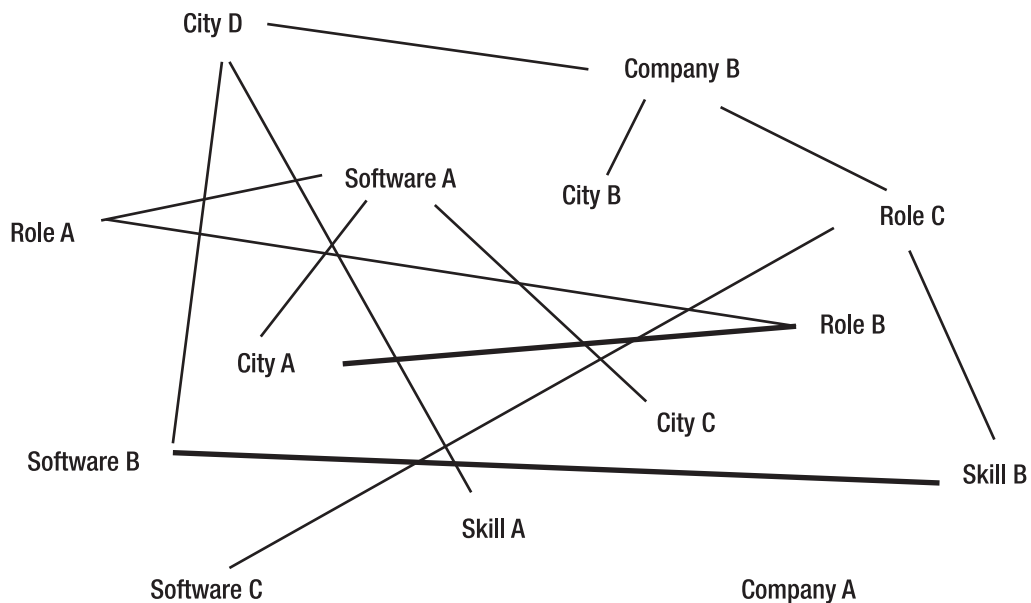 City D
Company B
Software A
City B
Role C
Role A
Role B
City A
City C
Software B
Skill B
Skill A
Software C
Company A